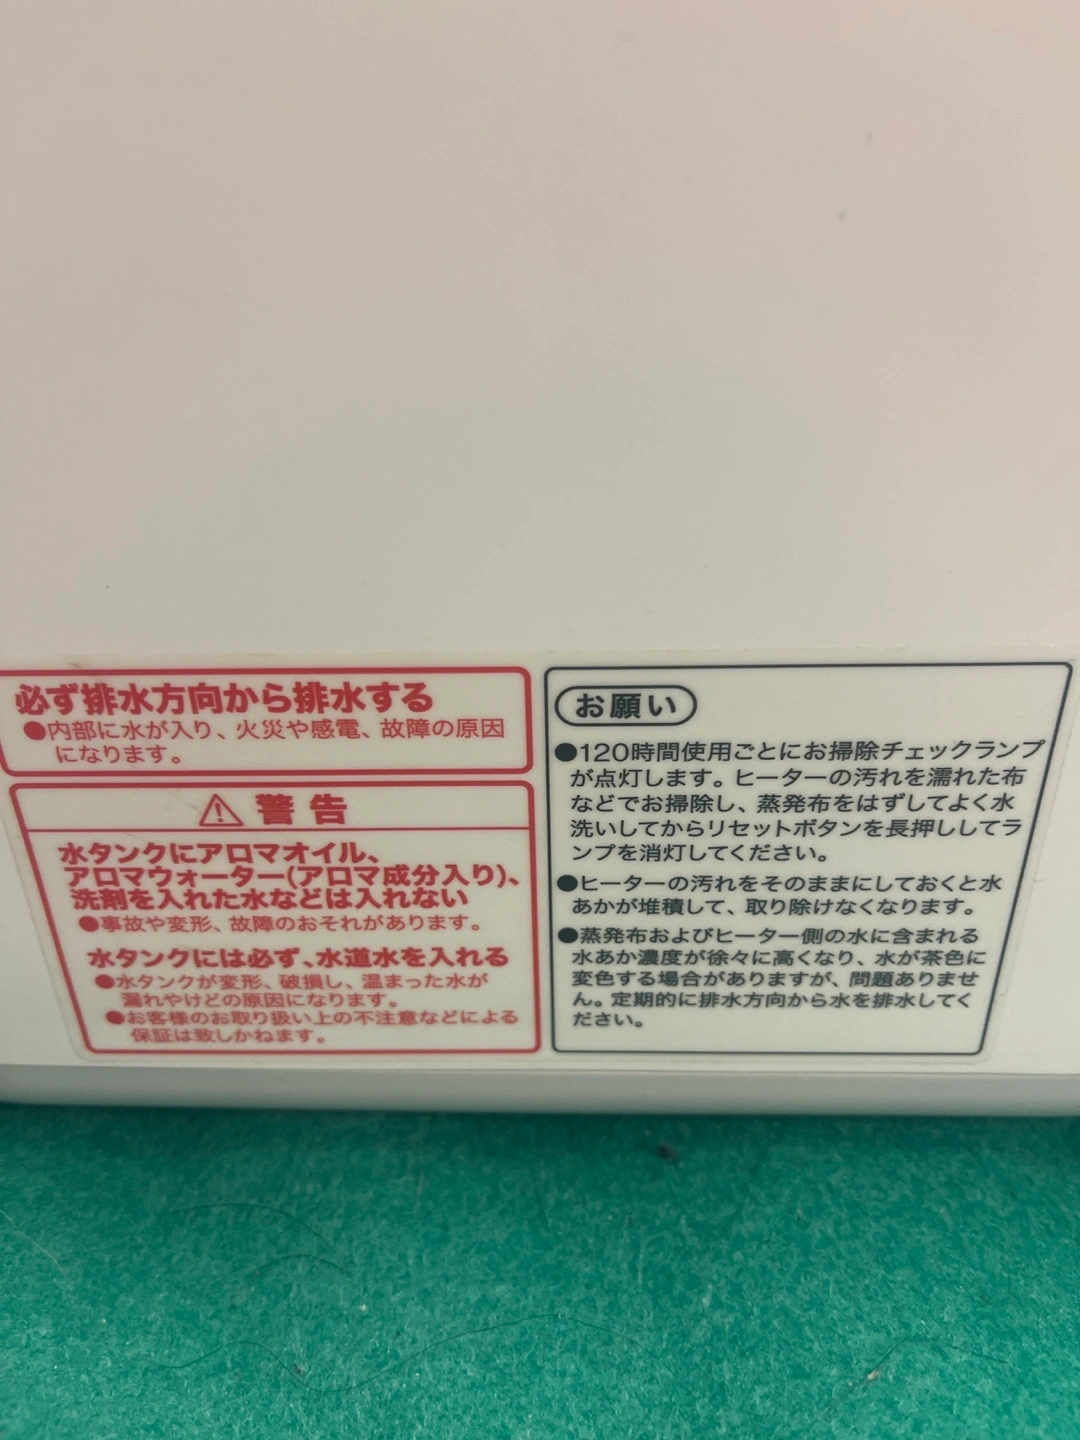 必ず排水方向から排水する
●内部に水が入り、火災や感電、故障の原因
になります。
⚠ 警告
水タンクにアロマオイル、
アロマウォーター(アロマ成分入り)、
洗剤を入れた水などは入れない
●事故や変形、故障のおそれがあります。
水タンクには必ず、水道水を入れる
●水タンクが変形、破損し、温まった水が
漏れやけどの原因になります。
●お客様のお取り扱い上の不注意などによる
保証は致しかねます。
お願い
●120時間使用ごとにお掃除チェックランプ
が点灯します。ヒーターの汚れを濡れた布
などでお掃除し、蒸発布をはずしてよく水
洗いしてからリセットボタンを長押ししてラ
ンプを消灯してください。
●ヒーターの汚れをそのままにしておくと水
あかが堆積して、取り除けなくなります。
●蒸発布およびヒーター側の水に含まれる
水あか濃度が徐々に高くなり、水が茶色に
変色する場合がありますが、問題ありませ
ん。定期的に排水方向から水を排水してく
ださい。